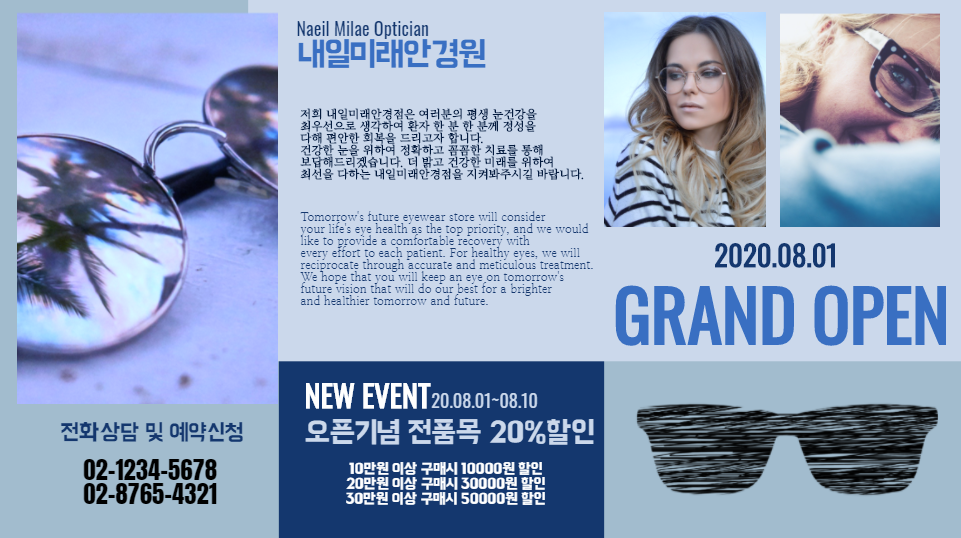 Naeil Milae Optician
내일미래안경원
저희 내일미래안경점은 여러분의 평생 눈건강을
최우선으로 생각하여 환자 한 분 한 분께 정성을
다해 편안한 회복을 드리고자 합니다.
건강한 눈을 위하여 정확하고 꼼꼼한 치료를 통해
보답해드리겠습니다. 더 밝고 건강한 미래를 위하여
최선을 다하는 내일미래안경점을 지켜봐주시길 바랍니다.
Tomorrow's future eyewear store will consider
your life's eye health as the top priority, and we would
like to provide a comfortable recovery with
every effort to each patient. For healthy eyes, we will
reciprocate through accurate and meticulous treatment.
We hope that you will keep an eye on tomorrow's
future vision that will do our best for a brighter
and healthier tomorrow and future.
2020.08.01
GRAND OPEN
전화상담 및 예약신청
02-1234-5678
02-8765-4321
NEW EVENT 20.08.01~08.10
오픈기념 전품목 20%할인
10만원 이상 구매시 10000원 할인
20만원 이상 구매시 30000원 할인
30만원 이상 구매시 50000원 할인